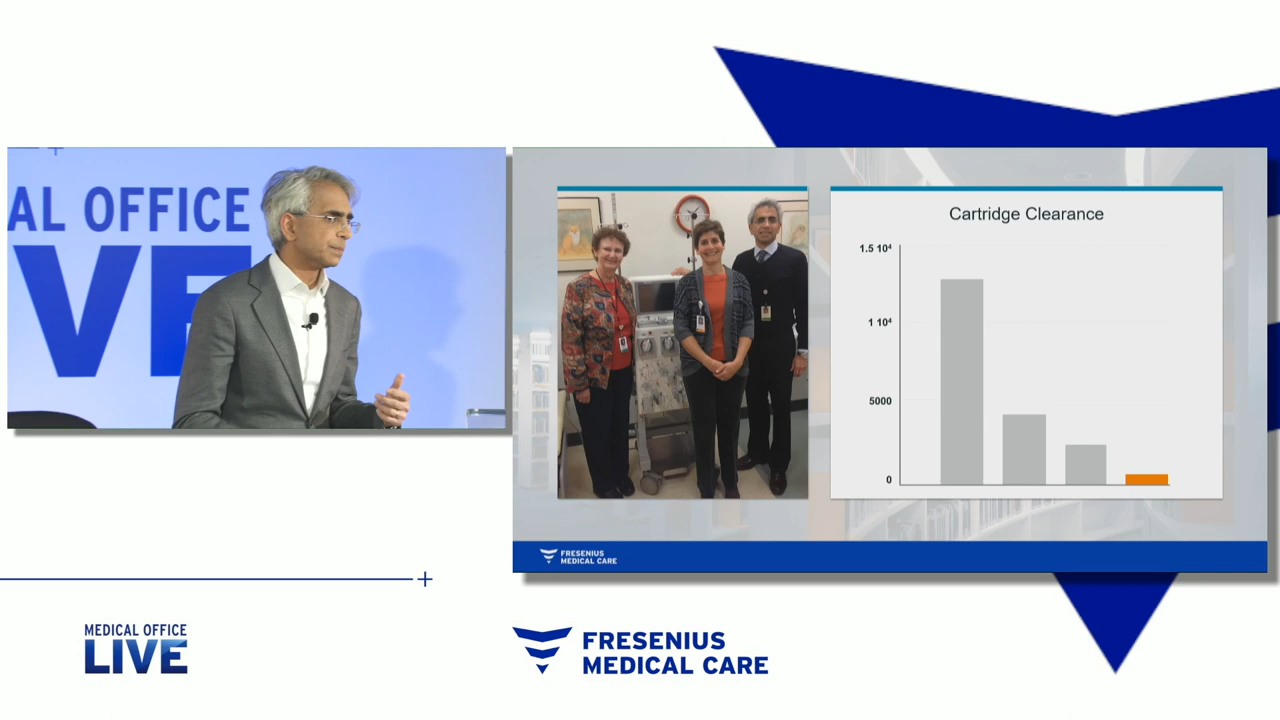 AL OFFICE
VE
Cartridge Clearance
1.5 10⁴
1 10⁴
5000
0
FRESENIUS
MEDICAL CARE
MEDICAL OFFICE
LIVE
FRESENIUS
MEDICAL CARE